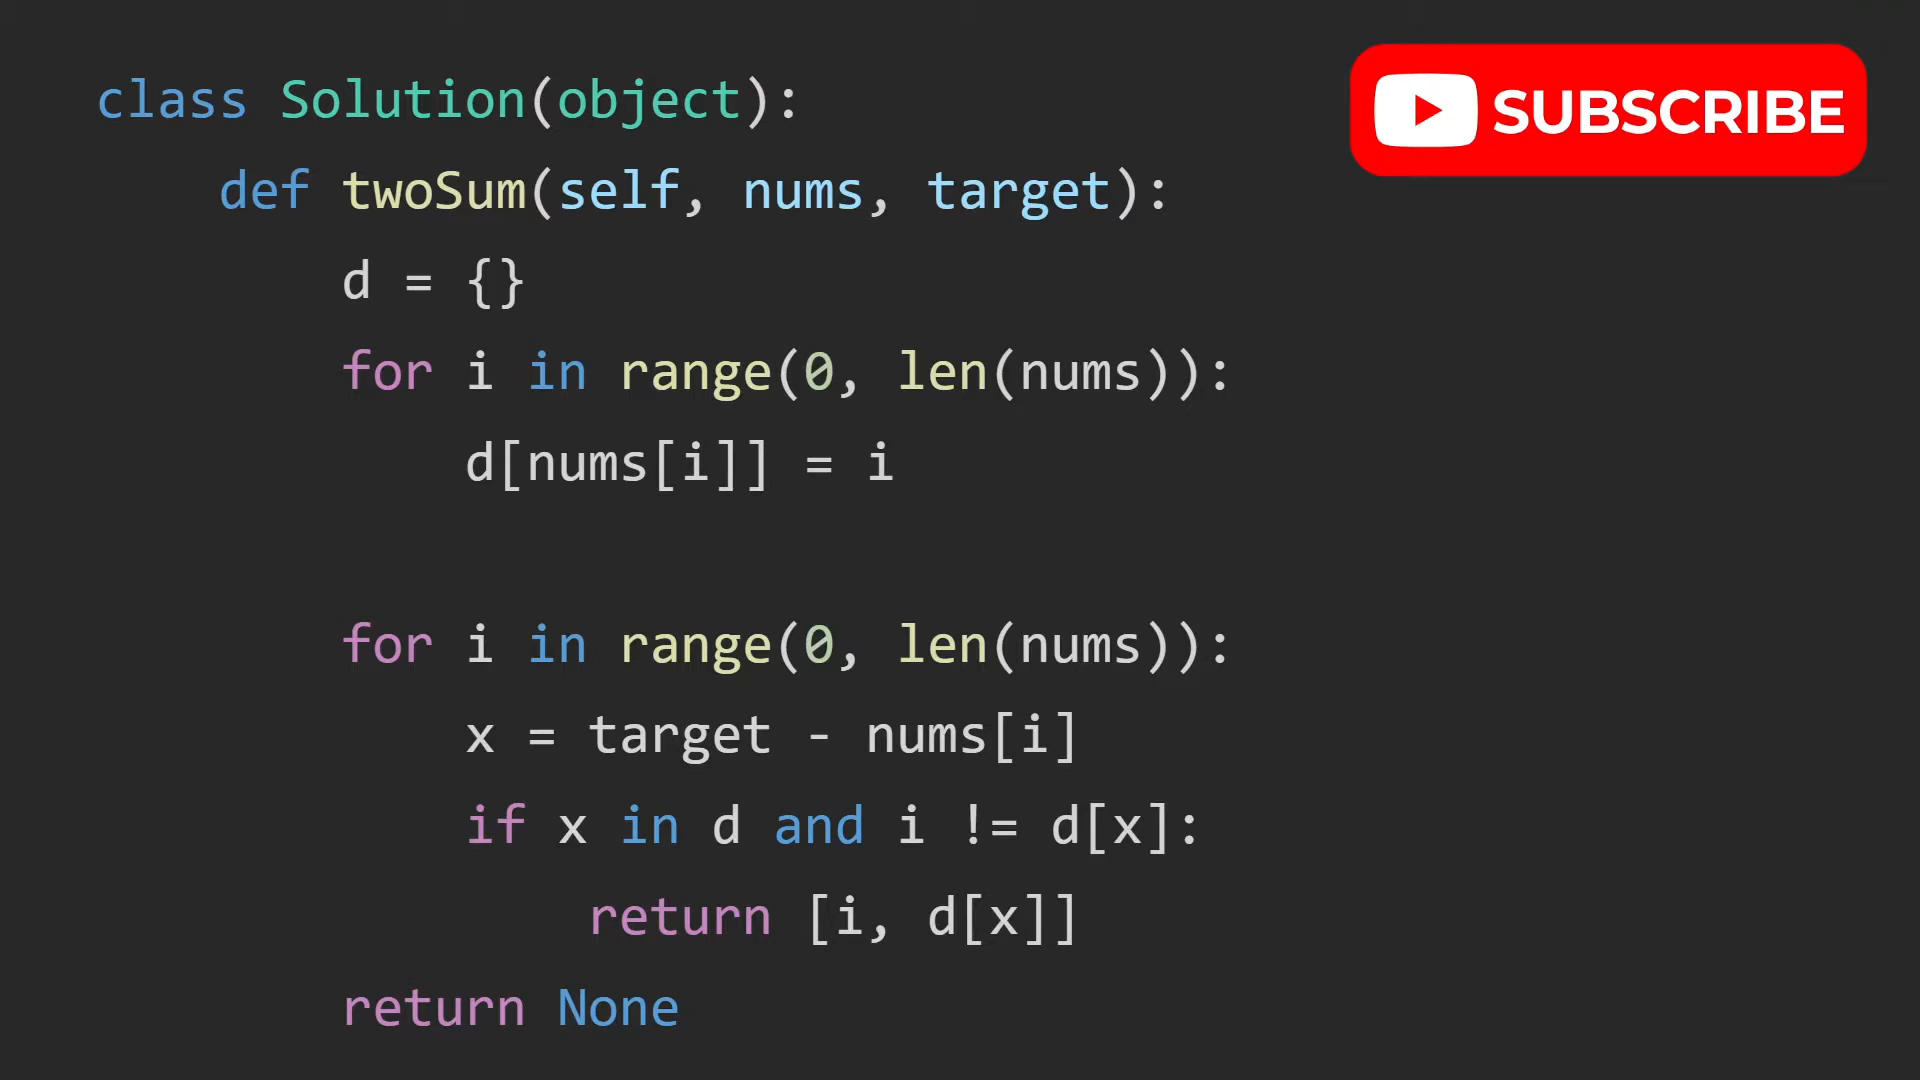 class Solution(object):
    def twoSum(self, nums, target):
        d = {}
        for i in range(0, len(nums)):
            d[nums[i]] = i

        for i in range(0, len(nums)):
            x = target - nums[i]
            if x in d and i != d[x]:
                return [i, d[x]]
        return None
SUBSCRIBE